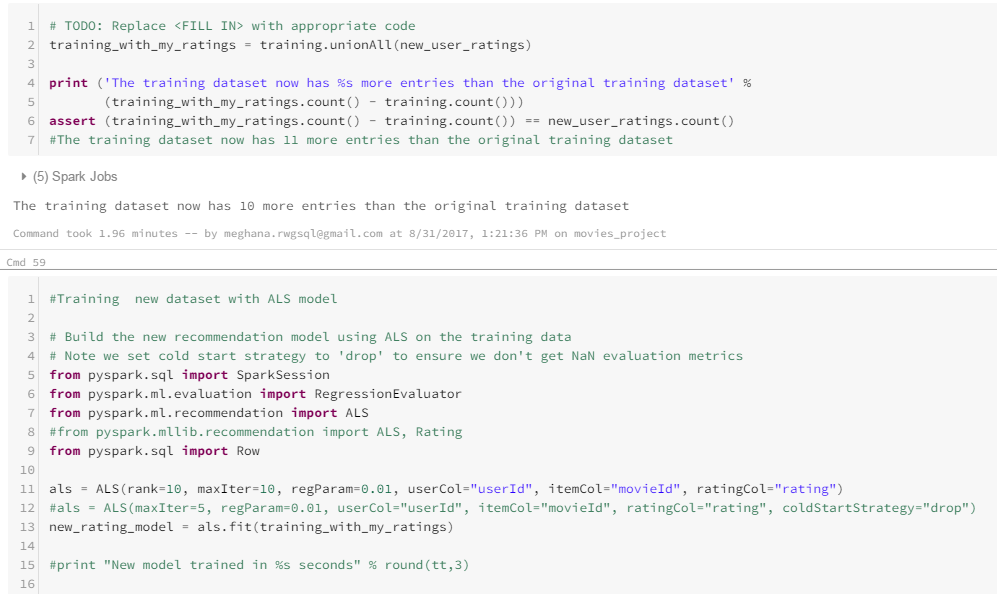 1 # TODO: Replace <FILL IN> with appropriate code
2 training_with_my_ratings = training.unionAll(new_user_ratings)
3
4 print ('The training dataset now has %s more entries than the original training dataset' %
5        (training_with_my_ratings.count() - training.count()))
6 assert (training_with_my_ratings.count() - training.count()) == new_user_ratings.count()
7 #The training dataset now has 11 more entries than the original training dataset
(5) Spark Jobs
The training dataset now has 10 more entries than the original training dataset
Command took 1.96 minutes -- by meghana.rwgsql@gmail.com at 8/31/2017, 1:21:36 PM on movies_project
Cmd 59
1 #Training  new dataset with ALS model
2
3 # Build the new recommendation model using ALS on the training data
4 # Note we set cold start strategy to 'drop' to ensure we don't get NaN evaluation metrics
5 from pyspark.sql import SparkSession
6 from pyspark.ml.evaluation import RegressionEvaluator
7 from pyspark.ml.recommendation import ALS
8 #from pyspark.mllib.recommendation import ALS, Rating
9 from pyspark.sql import Row
10
11 als = ALS(rank=10, maxIter=10, regParam=0.01, userCol="userId", itemCol="movieId", ratingCol="rating")
12 #als = ALS(maxIter=5, regParam=0.01, userCol="userId", itemCol="movieId", ratingCol="rating", coldStartStrategy="drop")
13 new_rating_model = als.fit(training_with_my_ratings)
14
15 #print "New model trained in %s seconds" % round(tt,3)
16